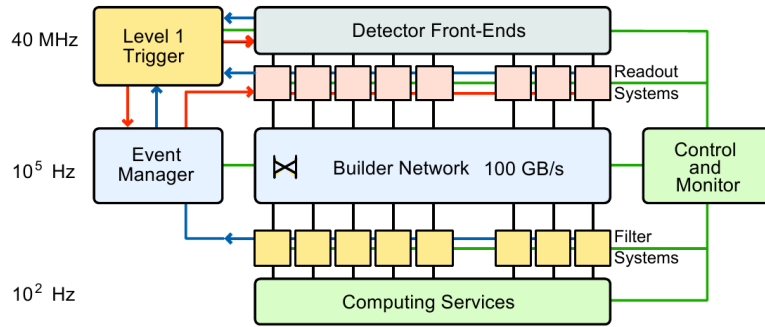 40 MHz
Level 1
Trigger
Detector Front-Ends
Readout
Systems
10⁵ Hz
Event
Manager
Builder Network 100 GB/s
Control
and
Monitor
Filter
Systems
10² Hz
Computing Services